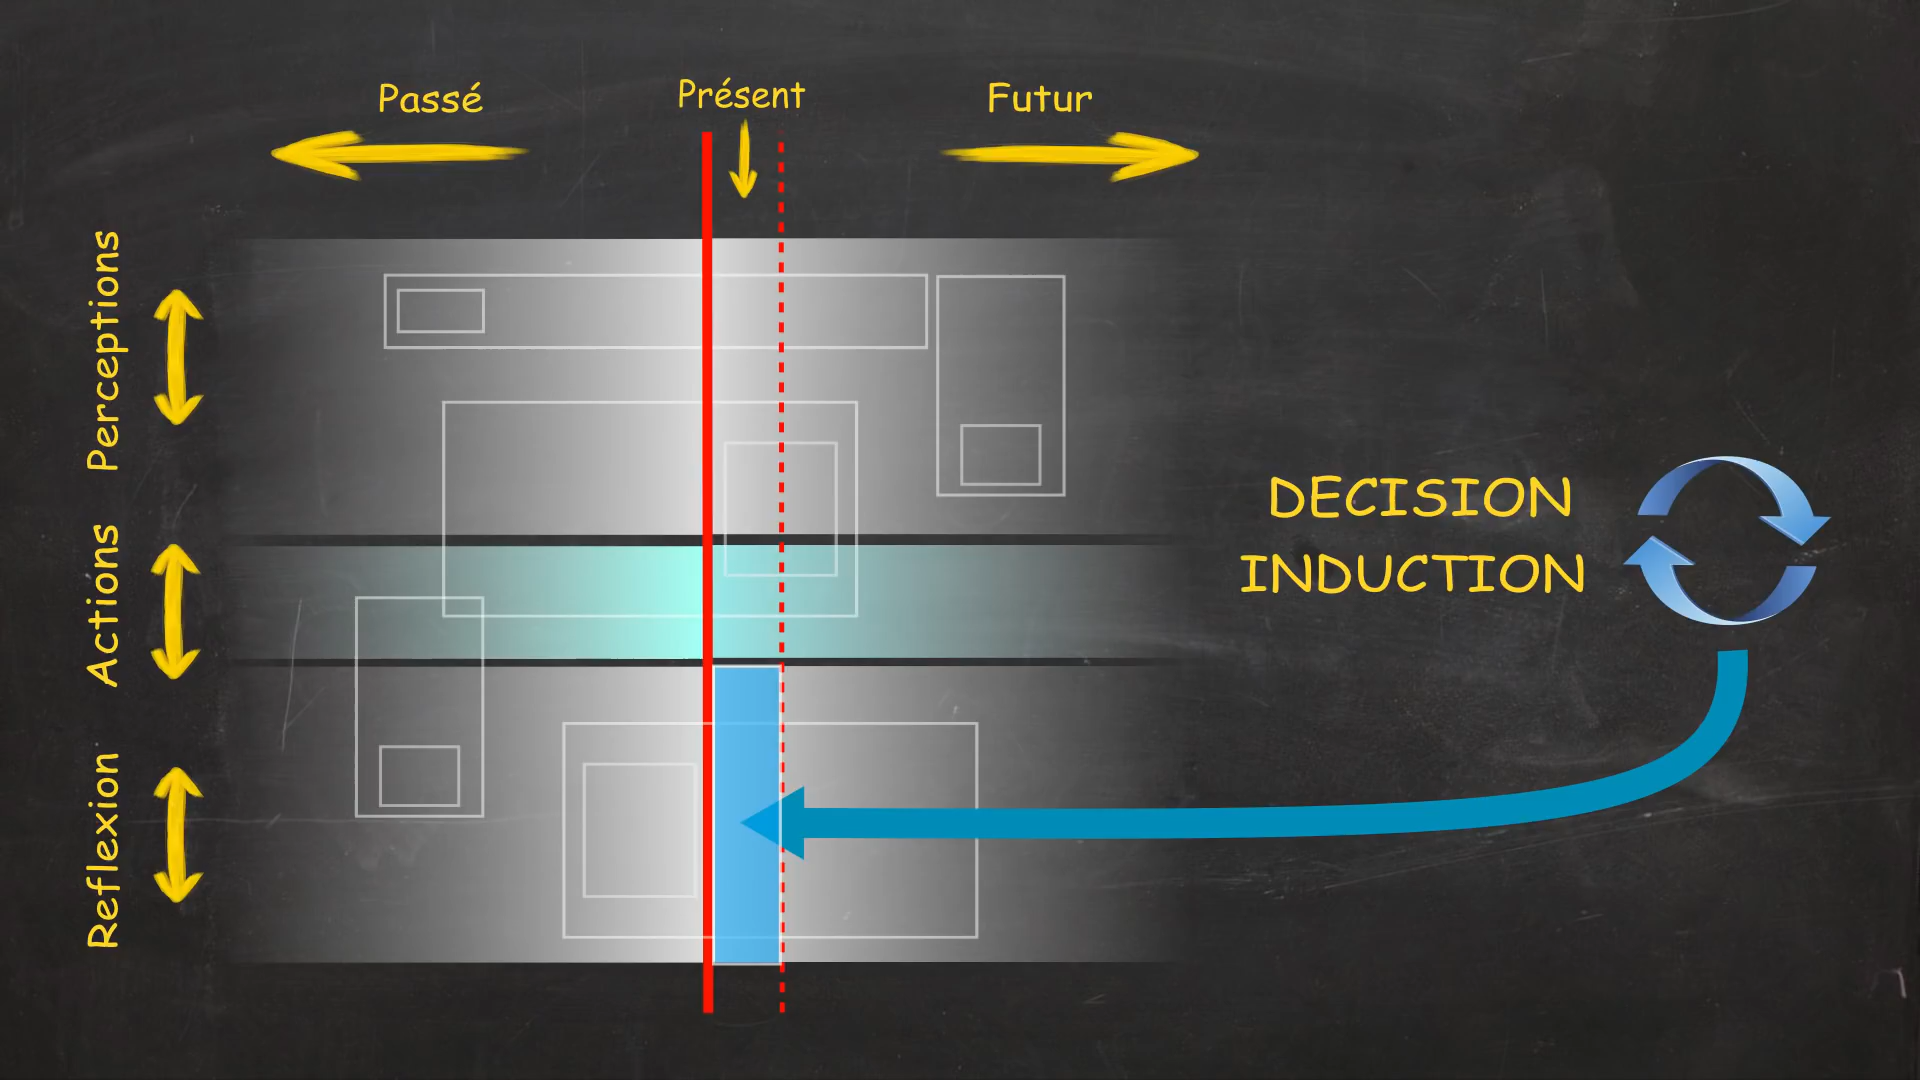 Passé
Présent
Futur
Perceptions
Actions
Reflexion
DECISION
INDUCTION